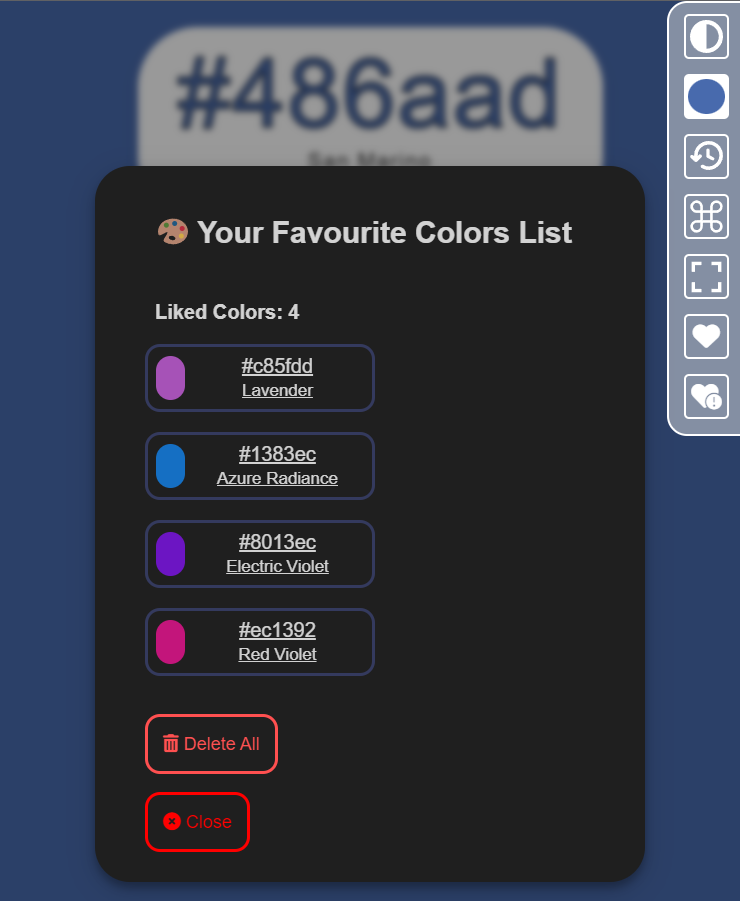 #486aad
San Marino
Your Favourite Colors List
Liked Colors: 4
#c85fdd
Lavender
#1383ec
Azure Radiance
#8013ec
Electric Violet
#ec1392
Red Violet
Delete All
Close